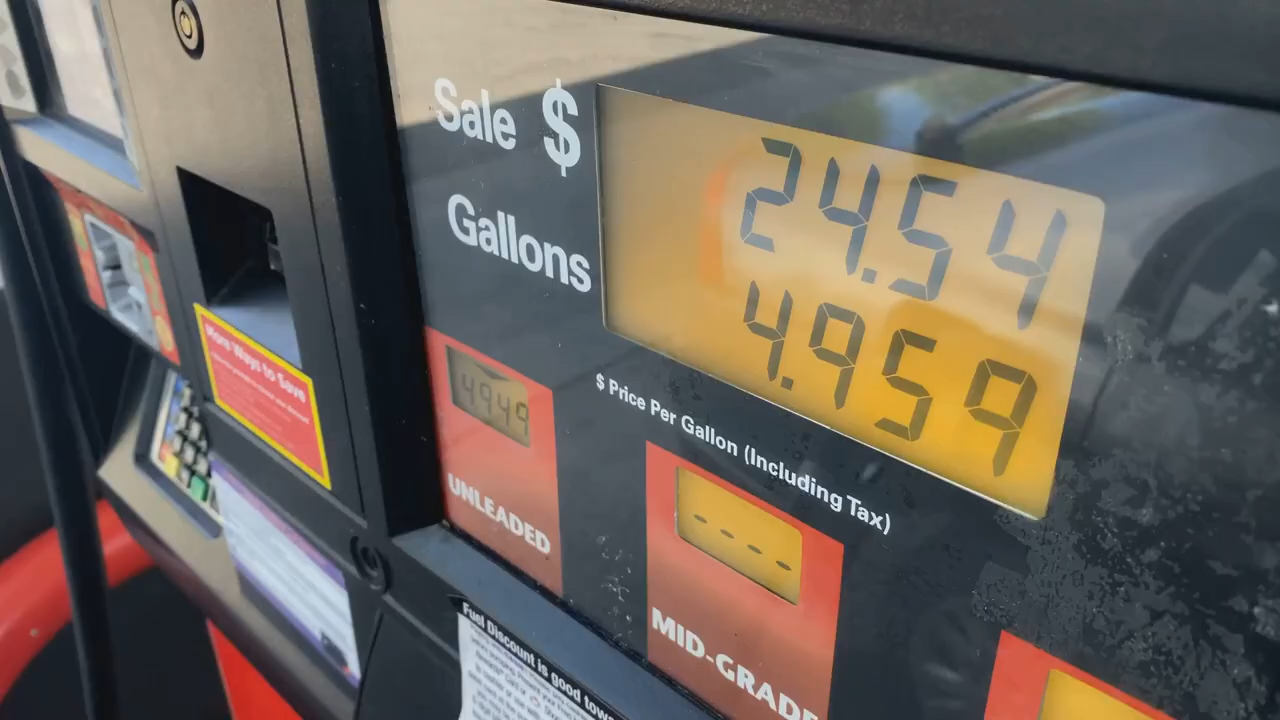 Sale $ 24.54
Gallons 4.959
$ Price Per Gallon (Including Tax)
4.949
UNLEADED
----
MID-GRADE
More Ways to Save
Fuel Discount is good